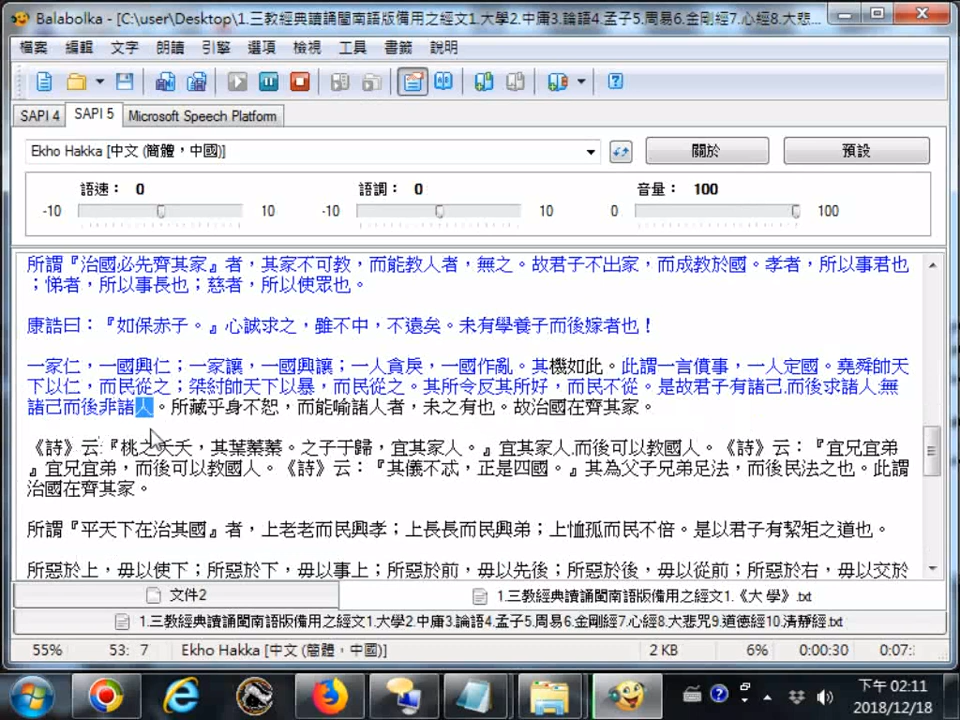 Balabolka - [C:\user\Desktop\1.三教經典讀誦閩南語版備用之經文1.大學2.中庸3.論語4.孟子5.周易6.金剛經7.心經8.大悲...
檔案 編輯 文字 朗讀 引擎 選項 檢視 工具 書籤 說明
SAPI 4 SAPI 5 Microsoft Speech Platform
Ekho Hakka [中文 (簡體，中國)] 關於 預設
語速： 0 語調： 0 音量： 100
-10 10 -10 10 0 100
所謂『治國必先齊其家』者，其家不可教，而能教人者，無之。故君子不出家，而成教於國。孝者，所以事君也
；悌者，所以事長也；慈者，所以使眾也。
康誥曰：『如保赤子。』心誠求之，雖不中，不遠矣。未有學養子而後嫁者也！
一家仁，一國興仁；一家讓，一國興讓；一人貪戾，一國作亂。其機如此。此謂一言僨事，一人定國。堯舜帥天
下以仁，而民從之；桀紂帥天下以暴，而民從之。其所令反其所好，而民不從。是故君子有諸己.而後求諸人.無
諸己而後非諸人。所藏乎身不恕，而能喻諸人者，未之有也。故治國在齊其家。
《詩》云:『桃之夭夭，其葉蓁蓁。之子于歸，宜其家人。』宜其家人.而後可以教國人。《詩》云：『宜兄宜弟
』宜兄宜弟，而後可以教國人。《詩》云：『其儀不忒，正是四國。』其為父子兄弟足法，而後民法之也。此謂
治國在齊其家。
所謂『平天下在治其國』者，上老老而民興孝；上長長而民興弟；上恤孤而民不倍。是以君子有絜矩之道也。
所惡於上，毋以使下；所惡於下，毋以事上；所惡於前，毋以先後；所惡於後，毋以從前；所惡於右，毋以交於
文件2 1.三教經典讀誦閩南語版備用之經文1.《大學》.txt
1.三教經典讀誦閩南語版備用之經文1.大學2.中庸3.論語4.孟子5.周易6.金剛經7.心經8.大悲咒9.道德經10.清靜經.txt
55% 53: 7 Ekho Hakka [中文 (簡體，中國)] 2 KB 6% 0:00:30 0:07:
下午 02:11
2018/12/18